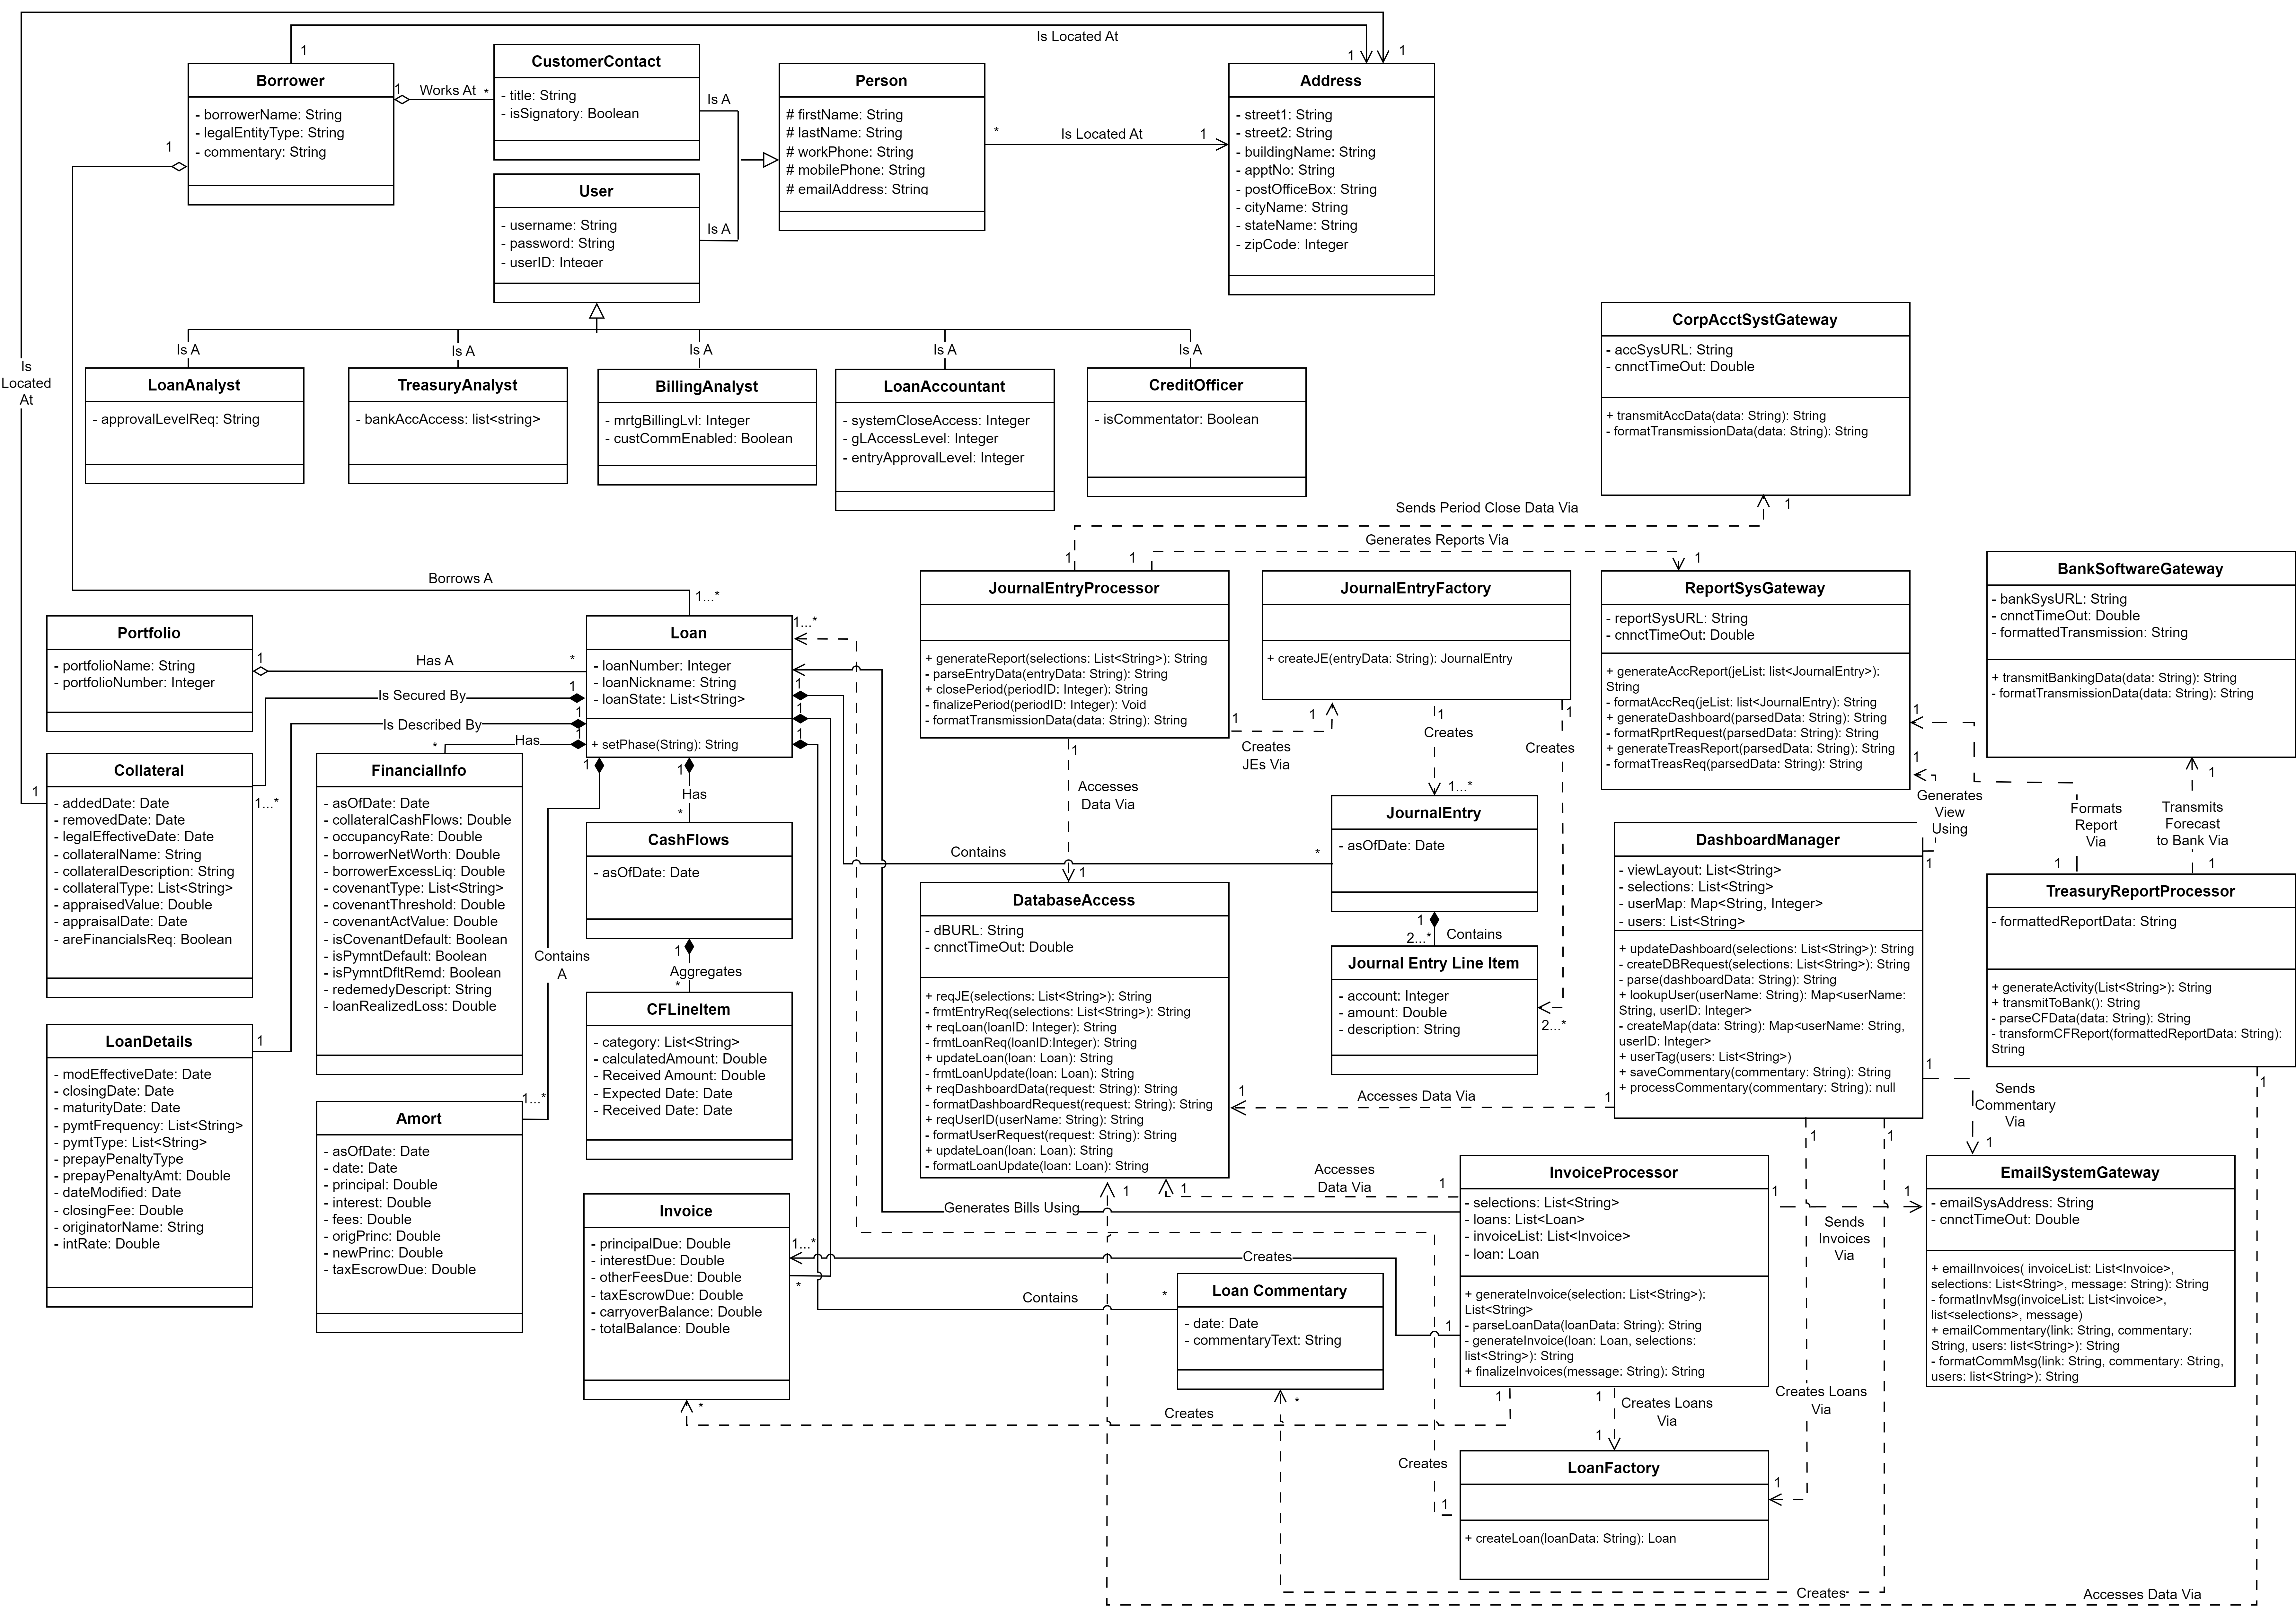 Is Located At
1
1
1
Borrower
- borrowerName: String
- legalEntityType: String
- commentary: String
1
Works At
*
1
CustomerContact
- title: String
- isSignatory: Boolean
Is A
User
- username: String
- password: String
- userID: Integer
Is A
Person
# firstName: String
# lastName: String
# workPhone: String
# mobilePhone: String
# emailAddress: String
*
Is Located At
1
Address
- street1: String
- street2: String
- buildingName: String
- apptNo: String
- postOfficeBox: String
- cityName: String
- stateName: String
- zipCode: Integer
Is
Located
At
Is A
Is A
Is A
Is A
Is A
LoanAnalyst
- approvalLevelReq: String
TreasuryAnalyst
- bankAccAccess: list<string>
BillingAnalyst
- mrtgBillingLvl: Integer
- custCommEnabled: Boolean
LoanAccountant
- systemCloseAccess: Integer
- gLAccessLevel: Integer
- entryApprovalLevel: Integer
CreditOfficer
- isCommentator: Boolean
CorpAcctSystGateway
- accSysURL: String
- cnnctTimeOut: Double
+ transmitAccData(data: String): String
- formatTransmissionData(data: String): String
1
Sends Period Close Data Via
1
Generates Reports Via
1
1
Borrows A
1...*
Portfolio
- portfolioName: String
- portfolioNumber: Integer
1
Has A
*
Is Secured By
1
Is Described By
1
Has
1
*
Loan
- loanNumber: Integer
- loanNickname: String
- loanState: List<String>
+ setPhase(String): String
1...*
1
1
1
1
1
JournalEntryProcessor
+ generateReport(selections: List<String>): String
- parseEntryData(entryData: String): String
+ closePeriod(periodID: Integer): String
- finalizePeriod(periodID: Integer): Void
- formatTransmissionData(data: String): String
1
1
Creates
JEs Via
1
Accesses
Data Via
1
JournalEntryFactory
+ createJE(entryData: String): JournalEntry
1
Creates
1...*
1
Creates
2...*
ReportSysGateway
- reportSysURL: String
- cnnctTimeOut: Double
+ generateAccReport(jeList: list<JournalEntry>):
String
- formatAccReq(jeList: list<JournalEntry): String
+ generateDashboard(parsedData: String): String
- formatRprtRequest(parsedData: String): String
+ generateTreasReport(parsedData: String): String
- formatTreasReq(parsedData: String): String
1
1
Generates
View
Using
1
Formats
Report
Via
1
BankSoftwareGateway
- bankSysURL: String
- cnnctTimeOut: Double
- formattedTransmission: String
+ transmitBankingData(data: String): String
- formatTransmissionData(data: String): String
1
Transmits
Forecast
to Bank Via
1
Collateral
- addedDate: Date
- removedDate: Date
- legalEffectiveDate: Date
- collateralName: String
- collateralDescription: String
- collateralType: List<String>
- appraisedValue: Double
- appraisalDate: Date
- areFinancialsReq: Boolean
1
1...*
FinancialInfo
- asOfDate: Date
- collateralCashFlows: Double
- occupancyRate: Double
- borrowerNetWorth: Double
- borrowerExcessLiq: Double
- covenantType: List<String>
- covenantThreshold: Double
- covenantActValue: Double
- isCovenantDefault: Boolean
- isPymntDefault: Boolean
- isPymntDfltRemd: Boolean
- redemedyDescript: String
- loanRealizedLoss: Double
Has
*
CashFlows
- asOfDate: Date
1
Aggregates
*
CFLineItem
- category: List<String>
- calculatedAmount: Double
- Received Amount: Double
- Expected Date: Date
- Received Date: Date
Contains
A
1...*
Contains
*
JournalEntry
- asOfDate: Date
1
2...*
Contains
Journal Entry Line Item
- account: Integer
- amount: Double
- description: String
DatabaseAccess
- dBURL: String
- cnnctTimeOut: Double
+ reqJE(selections: List<String>): String
- frmtEntryReq(selections: List<String>): String
+ reqLoan(loanID: Integer): String
- frmtLoanReq(loanID:Integer): String
+ updateLoan(loan: Loan): String
- frmtLoanUpdate(loan: Loan): String
+ reqDashboardData(request: String): String
- formatDashboardRequest(request: String): String
+ reqUserID(userName: String): String
- formatUserRequest(request: String): String
+ updateLoan(loan: Loan): String
- formatLoanUpdate(loan: Loan): String
DashboardManager
- viewLayout: List<String>
- selections: List<String>
- userMap: Map<String, Integer>
- users: List<String>
+ updateDashboard(selections: List<String>): String
- createDBRequest(selections: List<String>): String
- parse(dashboardData: String): String
+ lookupUser(userName: String): Map<userName:
String, userID: Integer>
- createMap(data: String): Map<userName: String,
userID: Integer>
+ userTag(users: List<String>)
+ saveCommentary(commentary: String): String
+ processCommentary(commentary: String): null
1
Accesses Data Via
1
1
Sends
Commentary
Via
1
TreasuryReportProcessor
- formattedReportData: String
+ generateActivity(List<String>): String
+ transmitToBank(): String
- parseCFData(data: String): String
- transformCFReport(formattedReportData: String):
String
1
LoanDetails
- modEffectiveDate: Date
- closingDate: Date
- maturityDate: Date
- pymtFrequency: List<String>
- pymtType: List<String>
- prepayPenaltyType
- prepayPenaltyAmt: Double
- dateModified: Date
- closingFee: Double
- originatorName: String
- intRate: Double
1
Amort
- asOfDate: Date
- date: Date
- principal: Double
- interest: Double
- fees: Double
- origPrinc: Double
- newPrinc: Double
- taxEscrowDue: Double
Invoice
- principalDue: Double
- interestDue: Double
- otherFeesDue: Double
- taxEscrowDue: Double
- carryoverBalance: Double
- totalBalance: Double
1...*
*
*
Generates Bills Using
1
1
Accesses
Data Via
1
Creates
1
Contains
*
Loan Commentary
- date: Date
- commentaryText: String
*
InvoiceProcessor
- selections: List<String>
- loans: List<Loan>
- invoiceList: List<Invoice>
- loan: Loan
+ generateInvoice(selection: List<String>):
List<String>
- parseLoanData(loanData: String): String
- generateInvoice(loan: Loan, selections:
list<String>): String
+ finalizeInvoices(message: String): String
1
1
Sends
Invoices
Via
1
1
EmailSystemGateway
- emailSysAddress: String
- cnnctTimeOut: Double
+ emailInvoices( invoiceList: List<Invoice>,
selections: List<String>, message: String): String
- formatInvMsg(invoiceList: List<invoice>,
list<selections>, message)
+ emailCommentary(link: String, commentary:
String, users: list<String>): String
- formatCommMsg(link: String, commentary: String,
users: list<String>): String
Creates
1
1
Creates Loans
Via
1
Creates Loans
Via
1
Creates
1
LoanFactory
+ createLoan(loanData: String): Loan
Creates
Accesses Data Via